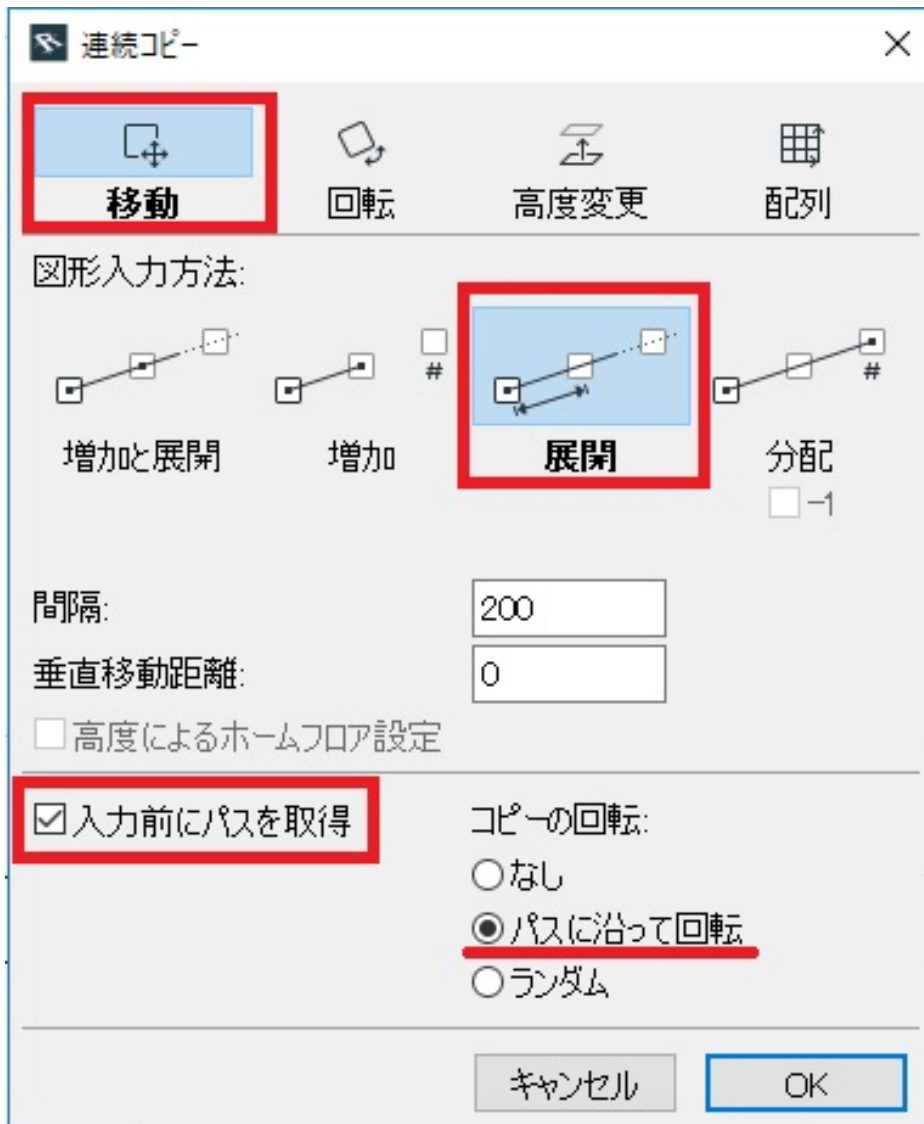 連続コピー
移動 回転 高度変更 配列
図形入力方法:
# #
増加と展開 増加 展開 分配
-1
間隔: 200
垂直移動距離: 0
高度によるホームフロア設定
入力前にパスを取得 コピーの回転:
なし
パスに沿って回転
ランダム
キャンセル OK